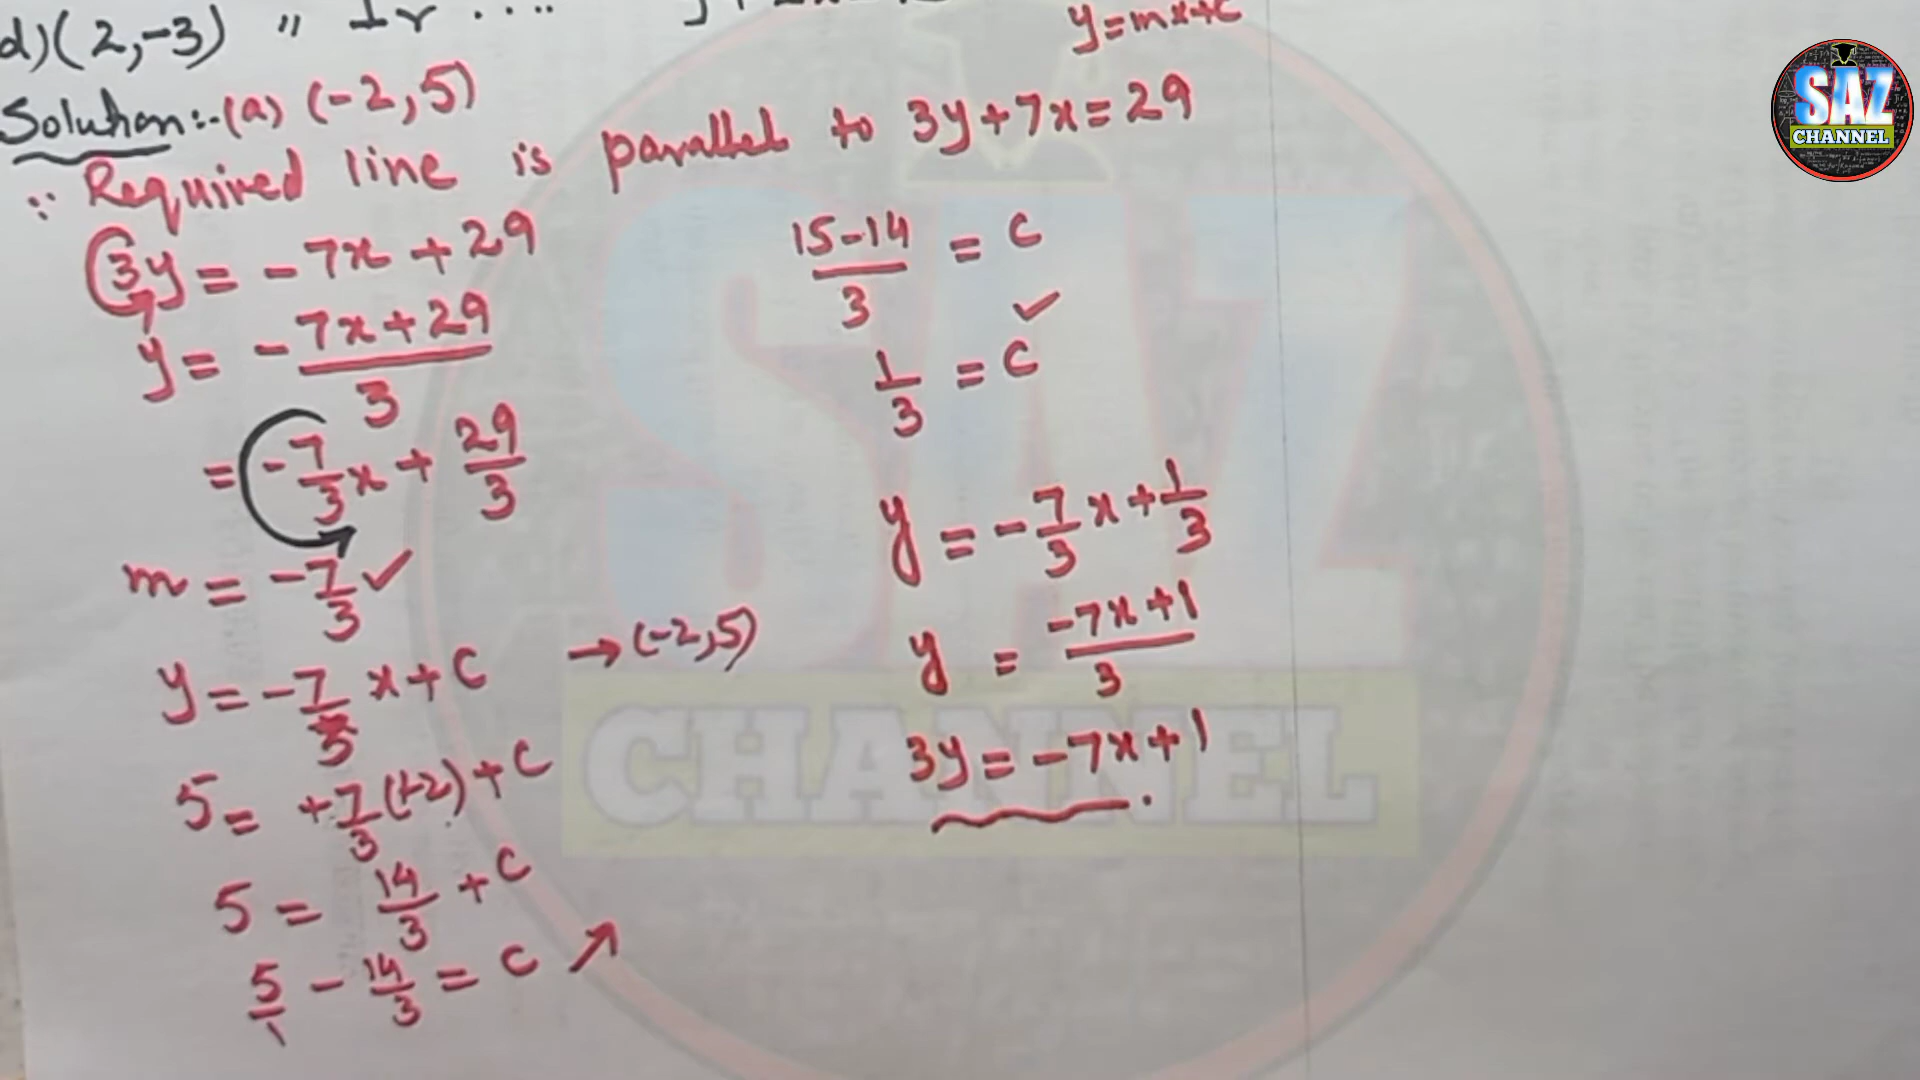 d) (2,-3) " Ir ....
y=mx+c
Solution:- (a) (-2, 5)
∵ Required line is parallel to 3y+7x=29
3y = -7x + 29
y = - 7x+29/3
= -7/3 x + 29/3
m = -7/3 ✓
y = -7/3 x + c → (-2,5)
5 = +7/3 (+2) + c
5 = 14/3 + c
5/1 - 14/3 = c ↗
15-14/3 = c
1/3 = c ✓
y = -7/3 x + 1/3
y = -7x+1/3
3y = -7x+1
SAZ
CHANNEL
SAZ
CHANNEL